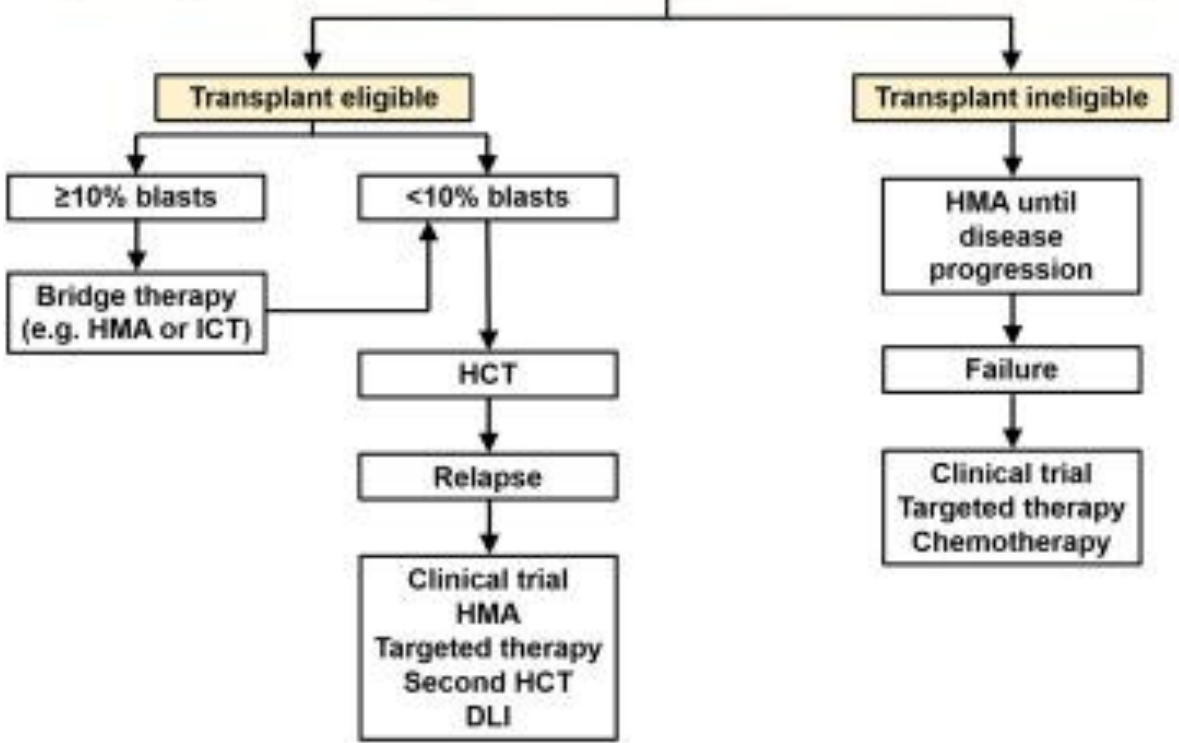 Transplant eligible
Transplant ineligible
≥10% blasts
<10% blasts
HMA until
disease
progression
Bridge therapy
(e.g. HMA or ICT)
HCT
Failure
Relapse
Clinical trial
Targeted therapy
Chemotherapy
Clinical trial
HMA
Targeted therapy
Second HCT
DLI